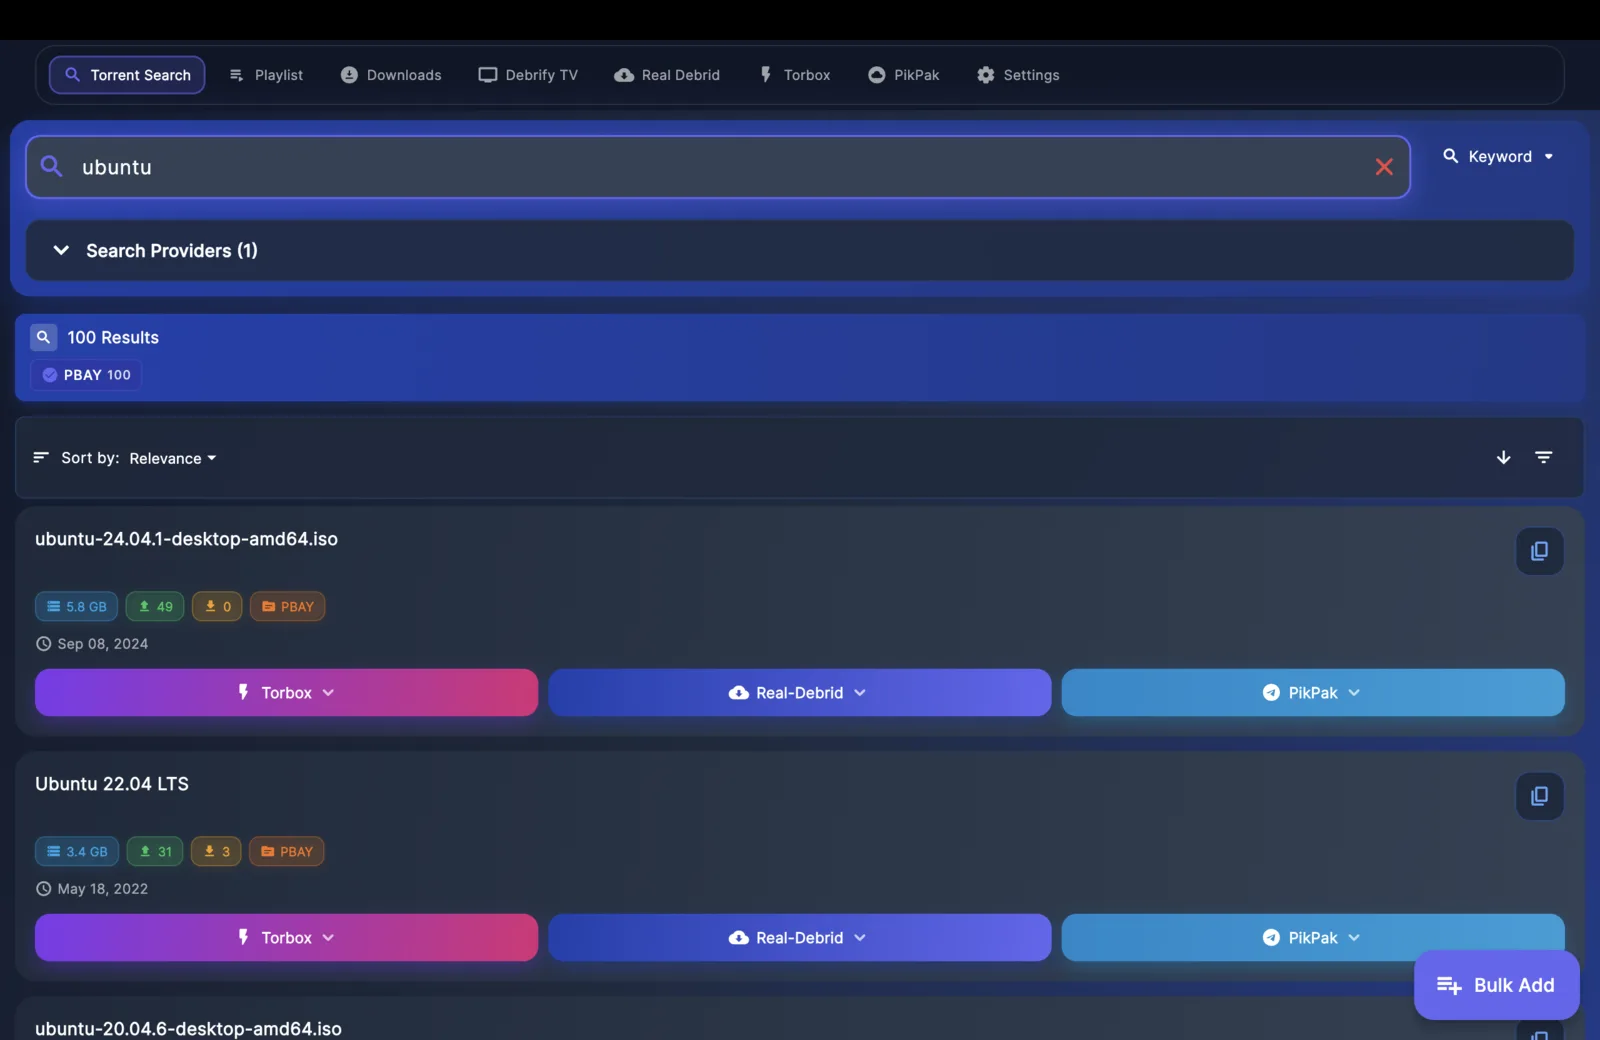 Torrent Search Playlist Downloads Debrify TV Real Debrid Torbox PikPak Settings
ubuntu Keyword
Search Providers (1)
100 Results
PBAY 100
Sort by: Relevance
ubuntu-24.04.1-desktop-amd64.iso
5.8 GB 49 0 PBAY
Sep 08, 2024
Torbox Real-Debrid PikPak
Ubuntu 22.04 LTS
3.4 GB 31 3 PBAY
May 18, 2022
Torbox Real-Debrid PikPak
Bulk Add
ubuntu-20.04.6-desktop-amd64.iso